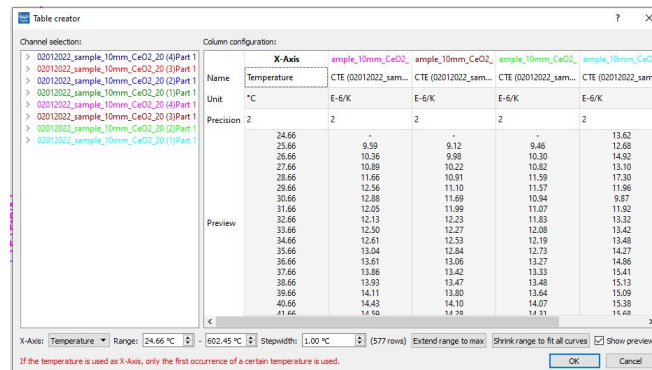 Table creator
Channel selection:
02012022_sample_10mm_CeO2_20 (4)Part 1
02012022_sample_10mm_CeO2_20 (3)Part 1
02012022_sample_10mm_CeO2_20 (2)Part 1
02012022_sample_10mm_CeO2_20 (1)Part 1
02012022_sample_10mm_CeO2_20 (4)Part 1
02012022_sample_10mm_CeO2_20 (3)Part 1
02012022_sample_10mm_CeO2_20 (2)Part 1
02012022_sample_10mm_CeO2_20 (1)Part 1
Column configuration:
X-Axis ample_10mm_CeO2_ ample_10mm_CeO2_ ample_10mm_CeO2_ ample_10mm_CeO
Name Temperature CTE (02012022_sam... CTE (02012022_sam... CTE (02012022_sam... CTE (02012022_sam
Unit °C E-6/K E-6/K E-6/K E-6/K
Precision 2 2 2 2 2
Preview
24.66 - - - 13.62
25.66 9.59 9.12 9.46 12.68
26.66 10.36 9.98 10.30 14.92
27.66 10.89 10.22 10.82 13.10
28.66 11.66 10.91 11.59 17.30
29.66 12.56 11.10 11.57 11.96
30.66 12.88 11.69 10.94 9.87
31.66 12.05 11.99 11.07 11.92
32.66 12.13 12.23 11.83 13.32
33.66 12.50 12.27 12.08 13.42
34.66 12.61 12.53 12.19 13.48
35.66 13.04 12.84 12.73 14.27
36.66 13.61 13.06 13.27 14.86
37.66 13.86 13.42 13.33 15.41
38.66 13.93 13.47 13.48 15.13
39.66 14.11 13.80 13.64 15.09
40.66 14.43 14.10 14.07 15.38
41.66 14.59 14.28 14.31 15.68
X-Axis: Temperature Range: 24.66 °C - 602.45 °C Stepwidth: 1.00 °C (577 rows) Extend range to max Shrink range to fit all curves Show preview
If the temperature is used as X-Axis, only the first occurrence of a certain temperature is used.
OK Cancel